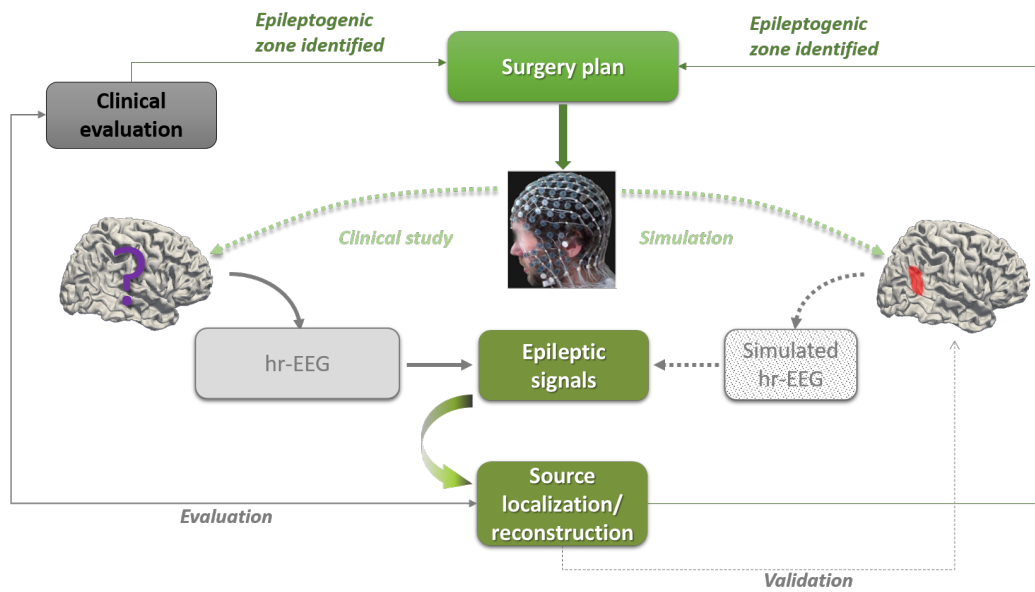 Epileptogenic
zone identified
Epileptogenic
zone identified
Surgery plan
Clinical
evaluation
Clinical study
Simulation
?
hr-EEG
Epileptic
signals
Simulated
hr-EEG
Source
localization/
reconstruction
Evaluation
Validation